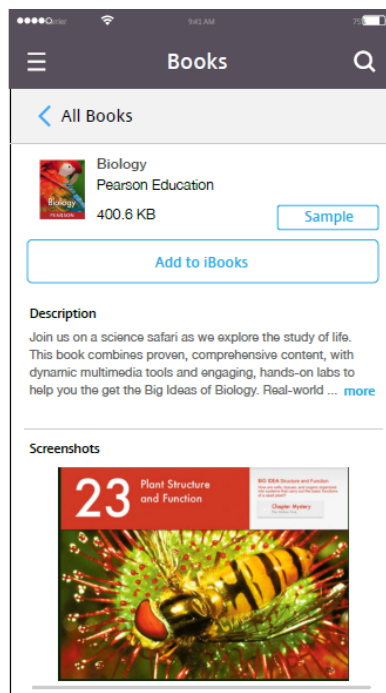 9:41 AM
Books
All Books
Biology
Pearson Education
400.6 KB
Biology
PEARSON
Sample
Add to iBooks
Description
Join us on a science safari as we explore the study of life.
This book combines proven, comprehensive content, with
dynamic multimedia tools and engaging, hands-on labs to
help you the get the Big Ideas of Biology. Real-world ... more
Screenshots
23 Plant Structure
and Function
BIG IDEA Structure and Function
Chapter Mystery